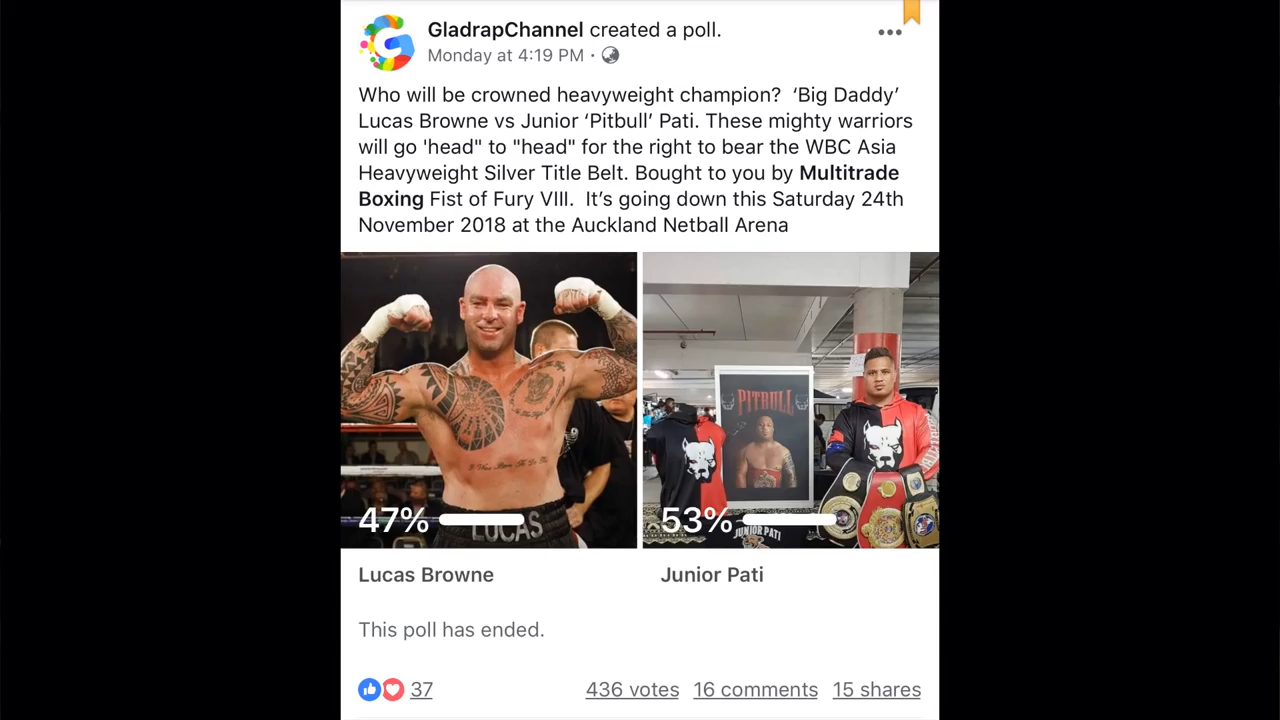 GladrapChannel created a poll.
Monday at 4:19 PM ·
Who will be crowned heavyweight champion?  ‘Big Daddy’
Lucas Browne vs Junior ‘Pitbull’ Pati. These mighty warriors
will go 'head" to "head" for the right to bear the WBC Asia
Heavyweight Silver Title Belt. Bought to you by Multitrade
Boxing Fist of Fury VIII.  It’s going down this Saturday 24th
November 2018 at the Auckland Netball Arena
PITBULL
47%
LUCAS
53%
JUNIOR PATI
Lucas Browne
Junior Pati
This poll has ended.
37
436 votes 16 comments 15 shares